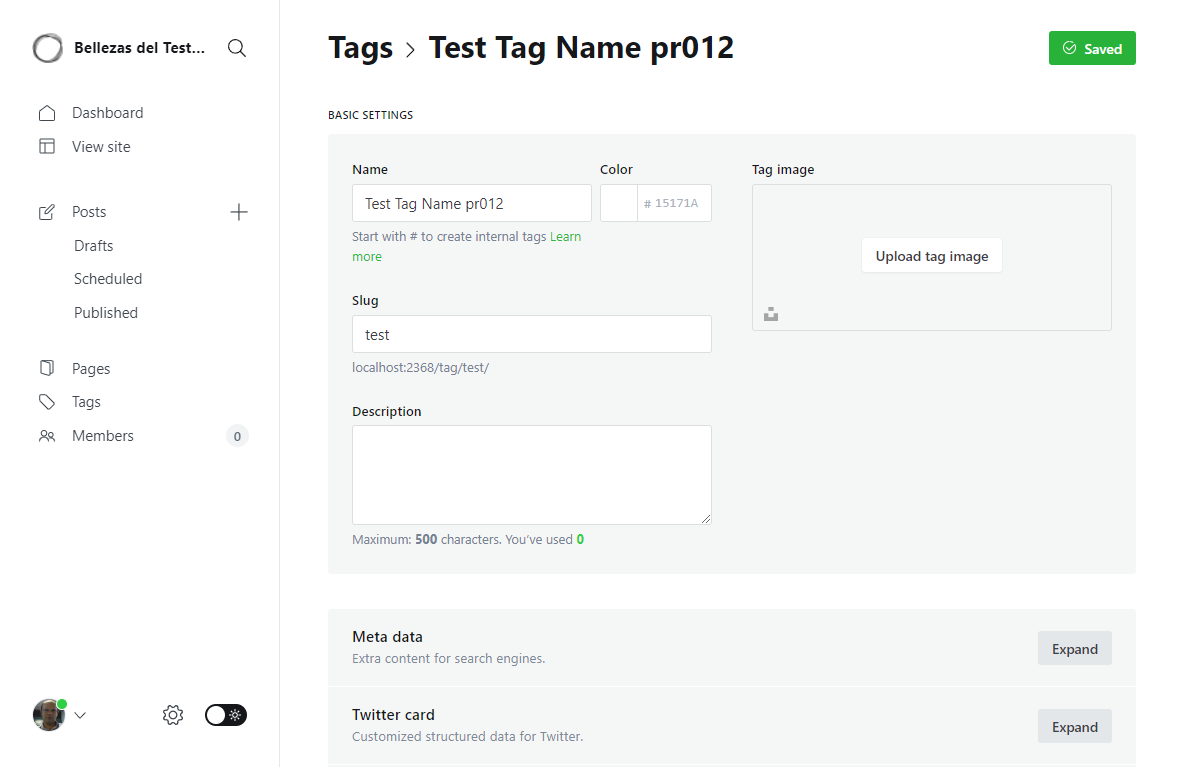 Bellezas del Test...
Dashboard
View site
Posts
Drafts
Scheduled
Published
Pages
Tags
Members
0
Tags > Test Tag Name pr012
Saved
BASIC SETTINGS
Name
Test Tag Name pr012
Start with # to create internal tags Learn
more
Color
# 15171A
Slug
test
localhost:2368/tag/test/
Description
Maximum: 500 characters. You’ve used 0
Tag image
Upload tag image
Meta data
Extra content for search engines.
Expand
Twitter card
Customized structured data for Twitter.
Expand